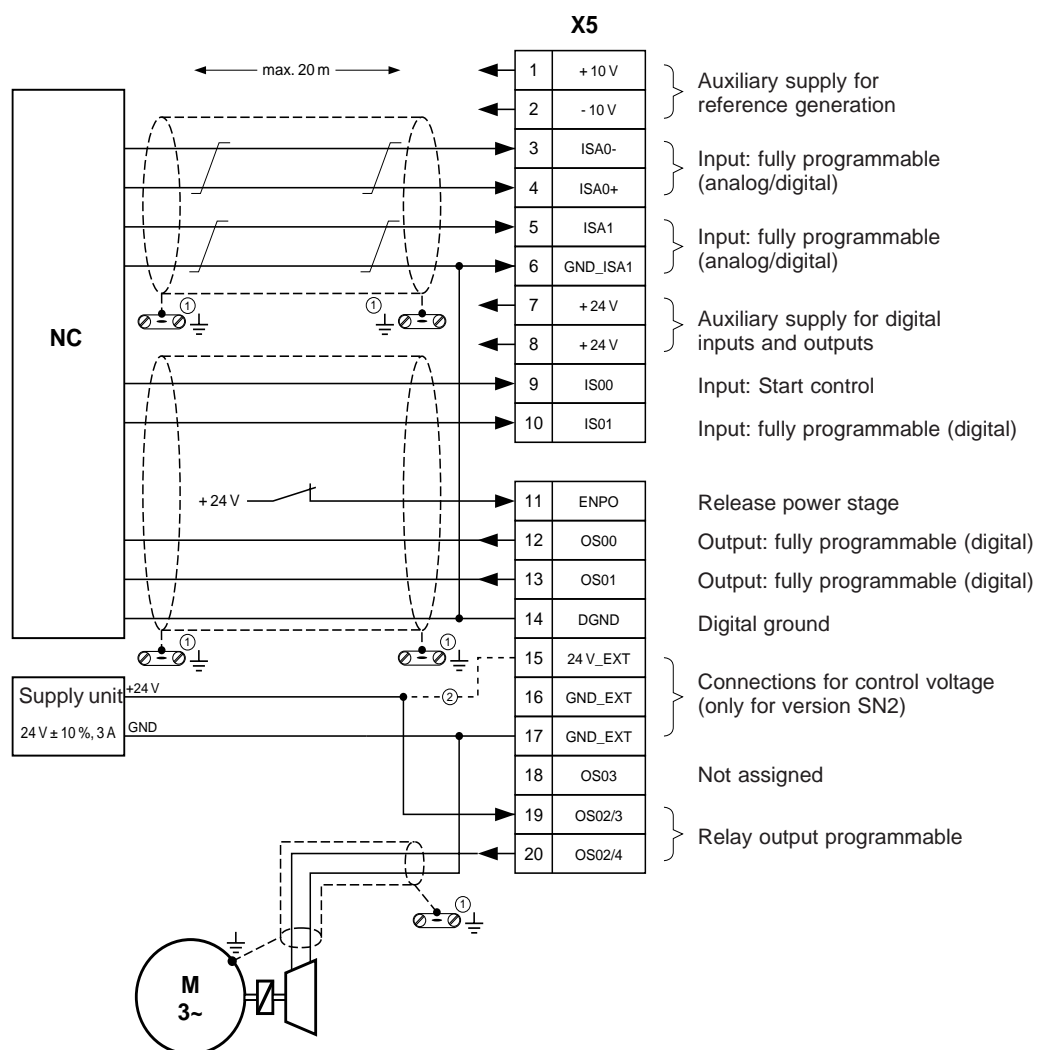 X5
max. 20 m
1 +10 V
2 - 10 V
Auxiliary supply for
reference generation
3 ISA0-
4 ISA0+
Input: fully programmable
(analog/digital)
5 ISA1
6 GND_ISA1
Input: fully programmable
(analog/digital)
1 1
7 +24 V
8 +24 V
Auxiliary supply for digital
inputs and outputs
NC
9 IS00 Input: Start control
10 IS01 Input: fully programmable (digital)
+24 V
11 ENPO Release power stage
12 OS00 Output: fully programmable (digital)
13 OS01 Output: fully programmable (digital)
14 DGND Digital ground
1 1
15 24 V_EXT
16 GND_EXT
17 GND_EXT
Connections for control voltage
(only for version SN2)
Supply unit
24 V ± 10 %, 3 A
+24 V
GND
2
18 OS03 Not assigned
19 OS02/3
20 OS02/4
Relay output programmable
1
M
3~